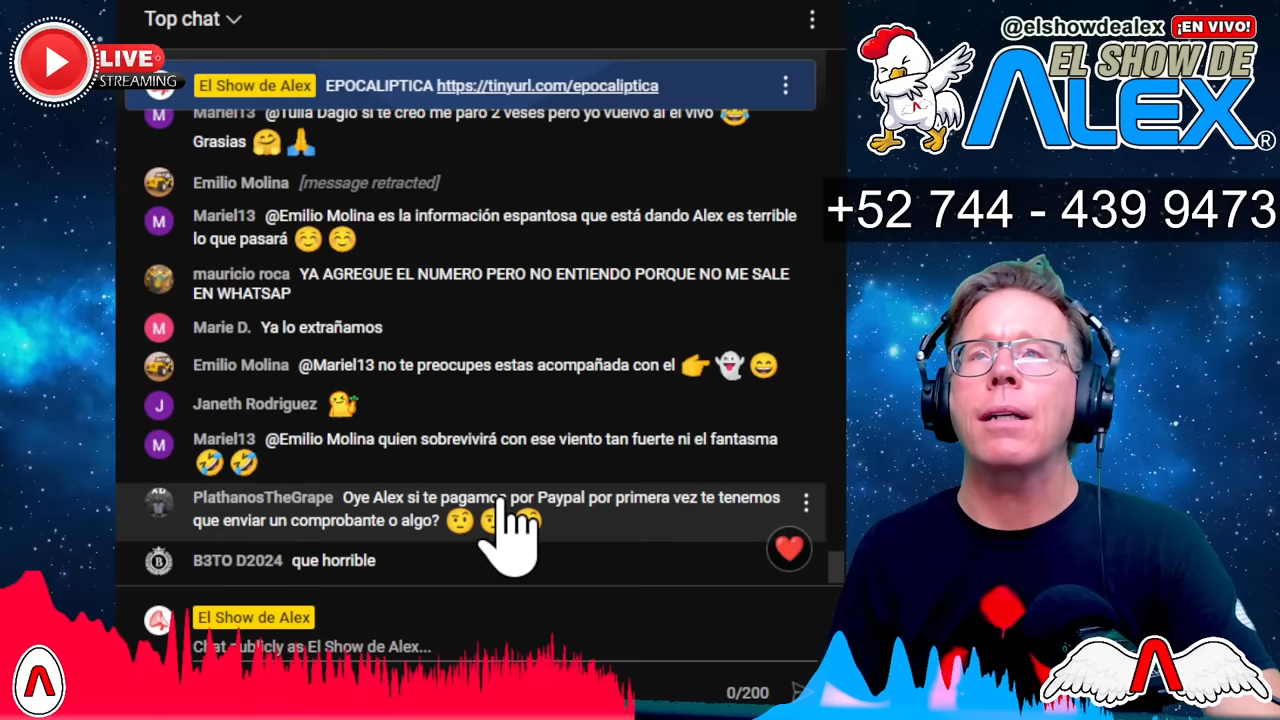 Top chat
LIVE
STREAMING
El Show de Alex EPOCALIPTICA https://tinyurl.com/epocaliptica
Mariel13 @Tulia Dagio si te creo me paro 2 veses pero yo vuelvo al el vivo 😂
Grasias 🤗 🙏
Emilio Molina [message retracted]
M Mariel13 @Emilio Molina es la información espantosa que está dando Alex es terrible
lo que pasará ☺️ ☺️
mauricio roca YA AGREGUE EL NUMERO PERO NO ENTIENDO PORQUE NO ME SALE
EN WHATSAP
M Marie D. Ya lo extrañamos
Emilio Molina @Mariel13 no te preocupes estas acompañada con el 👉 👻 😄
J Janeth Rodriguez
M Mariel13 @Emilio Molina quien sobrevivirá con ese viento tan fuerte ni el fantasma
🤣 🤣
PlathanosTheGrape Oye Alex si te pagamos por Paypal por primera vez te tenemos
que enviar un comprobante o algo? 🤨
B B3TO D2024 que horrible
El Show de Alex
Chat publicly as El Show de Alex...
0/200
@elshowdealex ¡EN VIVO!
EL SHOW DE
ALEX ®
+52 744 - 439 9473